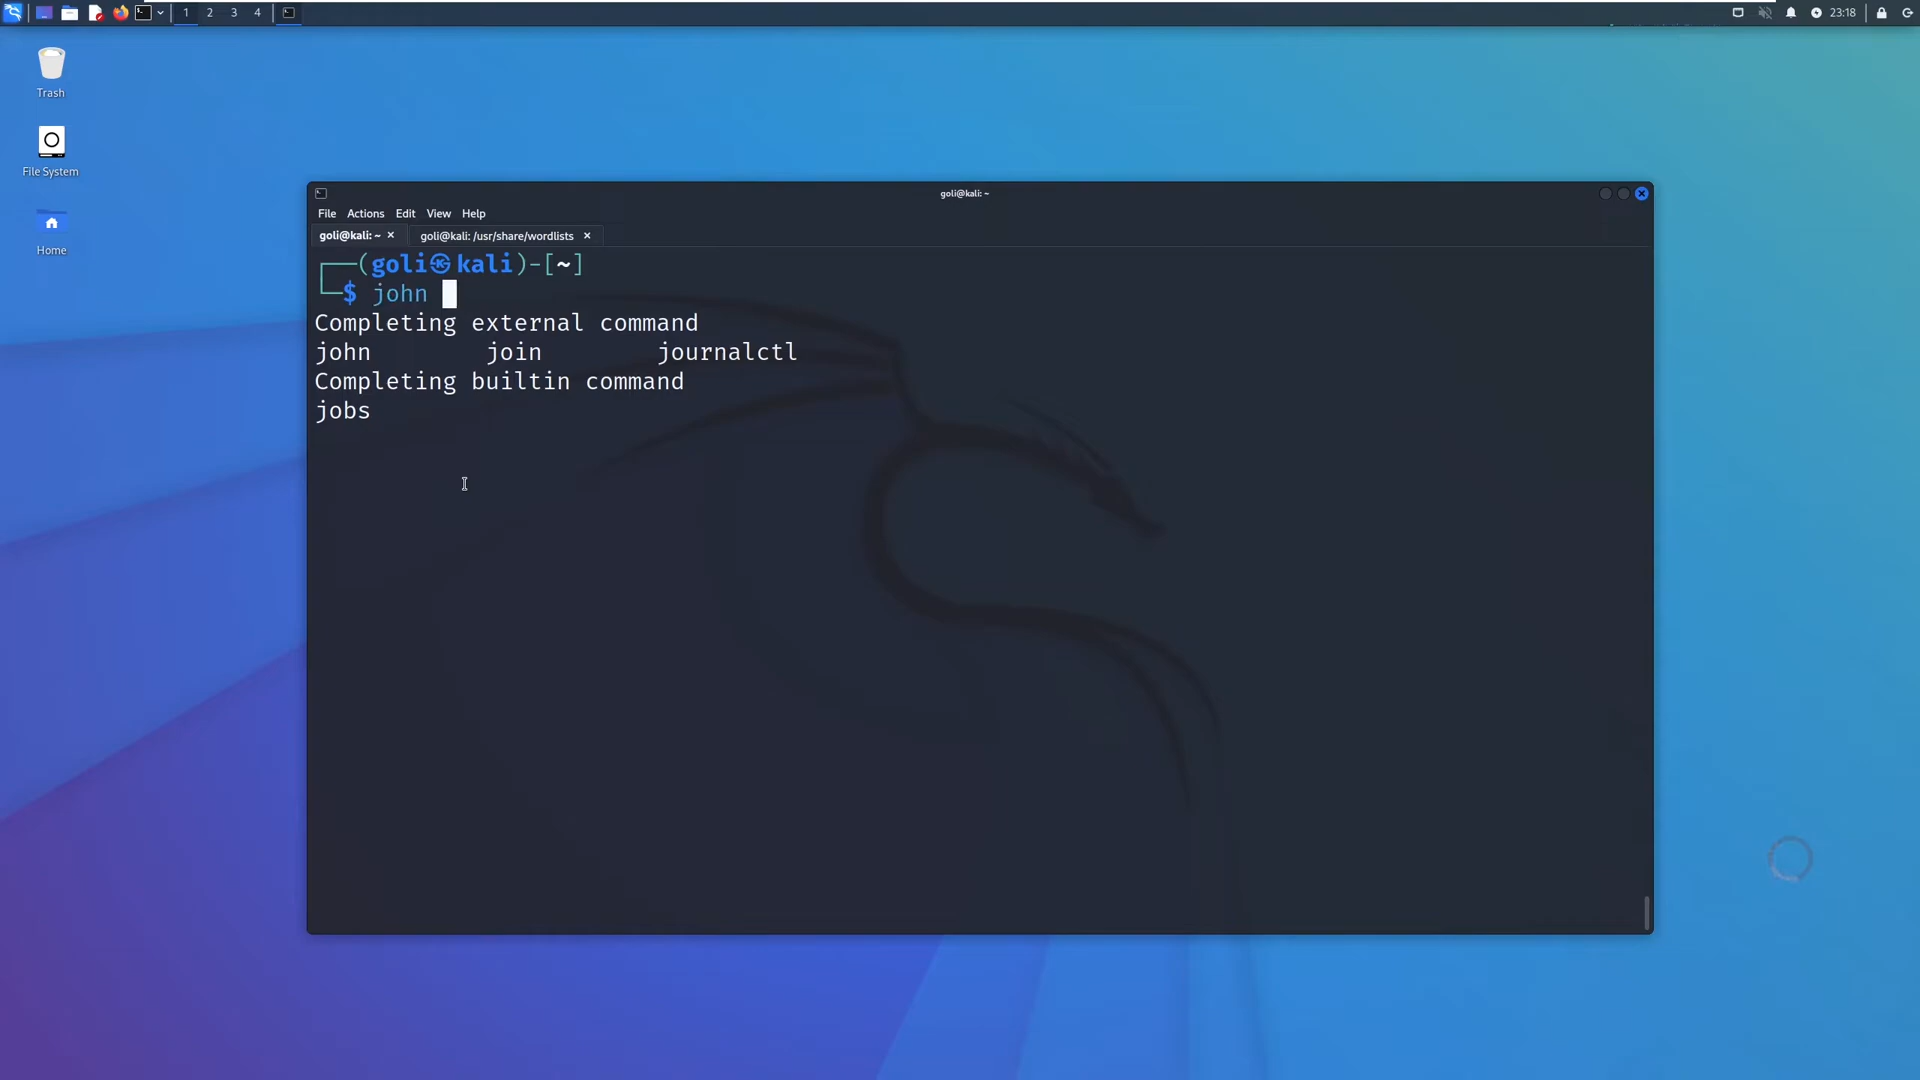 1 2 3 4
23:18
Trash
File System
Home
goli@kali: ~
File Actions Edit View Help
goli@kali: ~ × goli@kali: /usr/share/wordlists ×
┌──(goli㉿kali)-[~]
└─$ john
Completing external command
john join journalctl
Completing builtin command
jobs